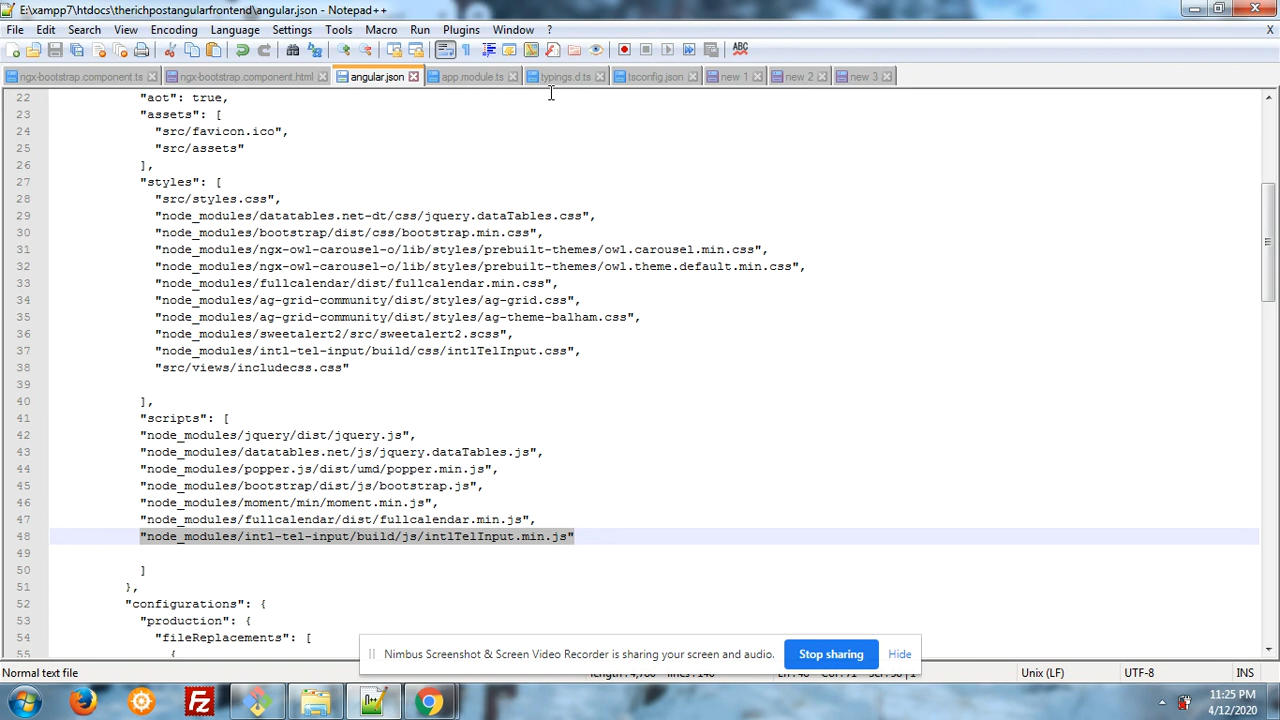 E:\xampp7\htdocs\therichpostangularfrontend\angular.json - Notepad++
File Edit Search View Encoding Language Settings Tools Macro Run Plugins Window ? X
ngx-bootstrap.component.ts ngx-bootstrap.component.html angular.json app.module.ts typings.d.ts tsconfig.json new 1 new 2 new 3
22 "aot": true,
23 "assets": [
24 "src/favicon.ico",
25 "src/assets"
26 ],
27 "styles": [
28 "src/styles.css",
29 "node_modules/datatables.net-dt/css/jquery.dataTables.css",
30 "node_modules/bootstrap/dist/css/bootstrap.min.css",
31 "node_modules/ngx-owl-carousel-o/lib/styles/prebuilt-themes/owl.carousel.min.css",
32 "node_modules/ngx-owl-carousel-o/lib/styles/prebuilt-themes/owl.theme.default.min.css",
33 "node_modules/fullcalendar/dist/fullcalendar.min.css",
34 "node_modules/ag-grid-community/dist/styles/ag-grid.css",
35 "node_modules/ag-grid-community/dist/styles/ag-theme-balham.css",
36 "node_modules/sweetalert2/src/sweetalert2.scss",
37 "node_modules/intl-tel-input/build/css/intlTelInput.css",
38 "src/views/includecss.css"
39
40 ],
41 "scripts": [
42 "node_modules/jquery/dist/jquery.js",
43 "node_modules/datatables.net/js/jquery.dataTables.js",
44 "node_modules/popper.js/dist/umd/popper.min.js",
45 "node_modules/bootstrap/dist/js/bootstrap.js",
46 "node_modules/moment/min/moment.min.js",
47 "node_modules/fullcalendar/dist/fullcalendar.min.js",
48 "node_modules/intl-tel-input/build/js/intlTelInput.min.js"
49
50 ]
51 },
52 "configurations": {
53 "production": {
54 "fileReplacements": [
55 {
Nimbus Screenshot & Screen Video Recorder is sharing your screen and audio. Stop sharing Hide
Normal text file Unix (LF) UTF-8 INS
11:25 PM
4/12/2020